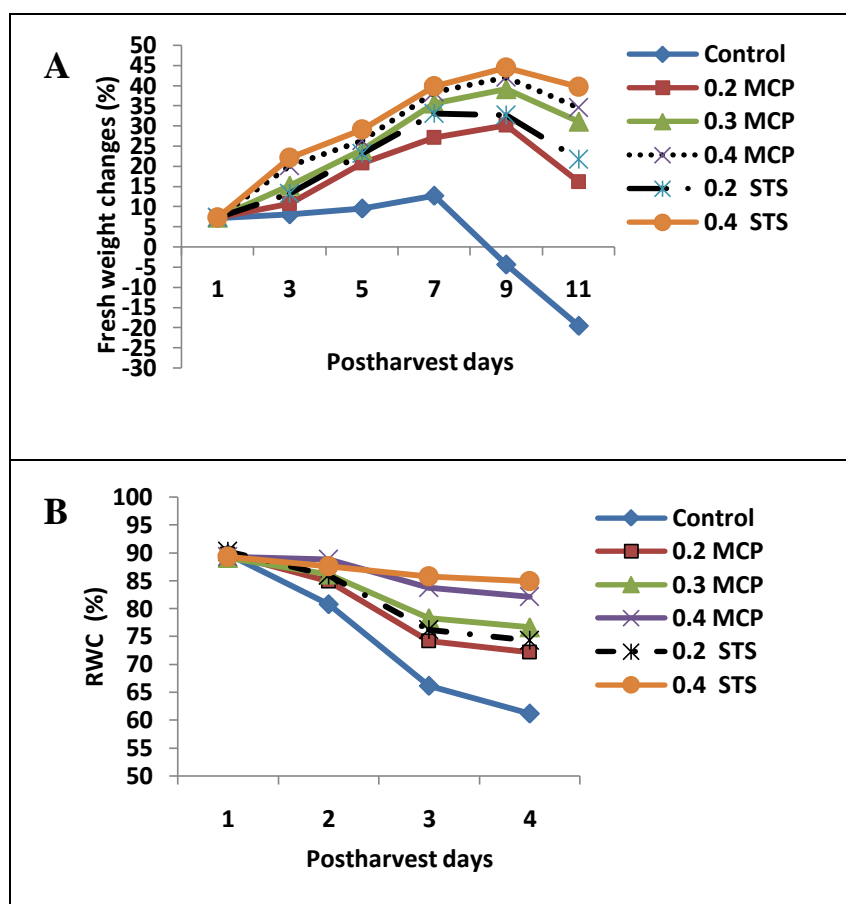 A
Fresh weight changes (%)
50
45
40
35
30
25
20
15
10
5
0
-5
-10
-15
-20
-25
-30
1 3 5 7 9 11
Postharvest days
Control
0.2 MCP
0.3 MCP
0.4 MCP
0.2 STS
0.4 STS
B
RWC (%)
100
95
90
85
80
75
70
65
60
55
50
1 2 3 4
Postharvest days
Control
0.2 MCP
0.3 MCP
0.4 MCP
0.2 STS
0.4 STS